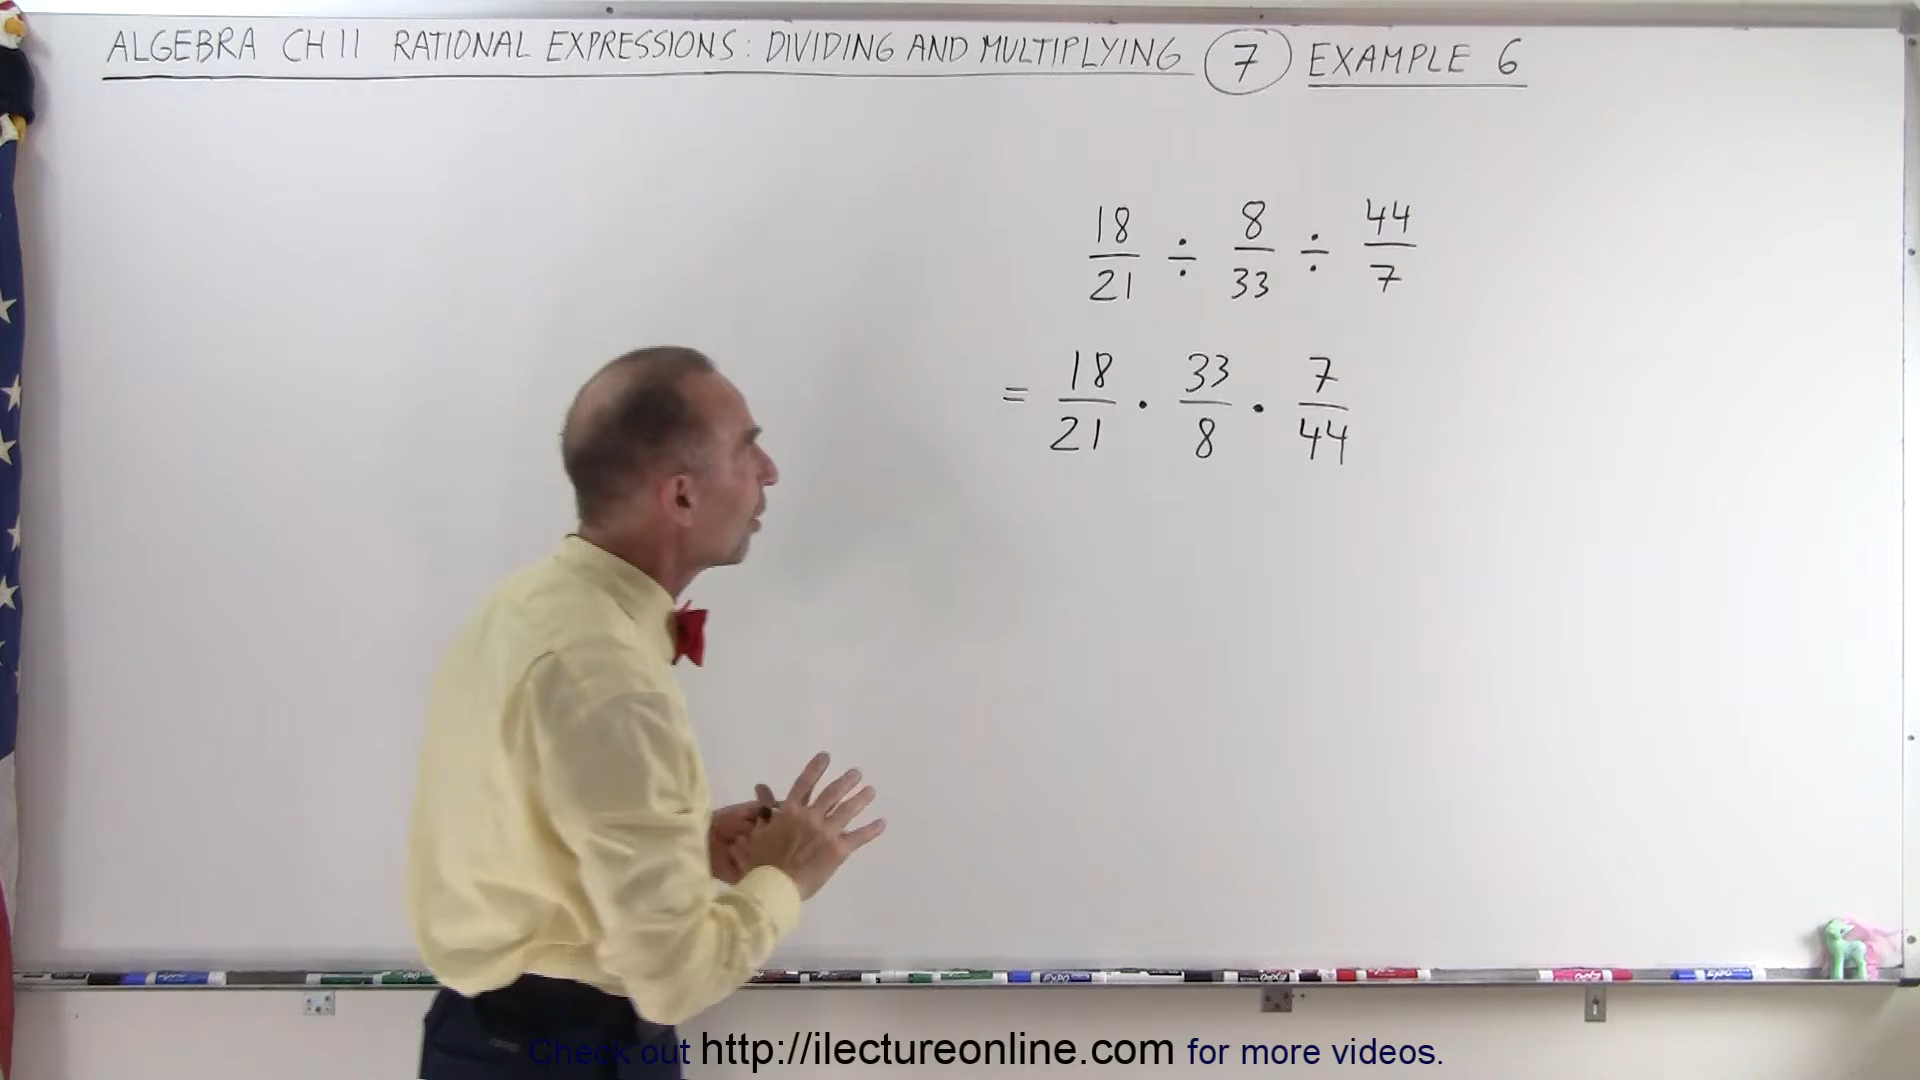 ALGEBRA CH 11 RATIONAL EXPRESSIONS: DIVIDING AND MULTIPLYING 7 EXAMPLE 6
18/21 ÷ 8/33 ÷ 44/7
= 18/21 · 33/8 · 7/44
Check out http://ilectureonline.com for more videos.